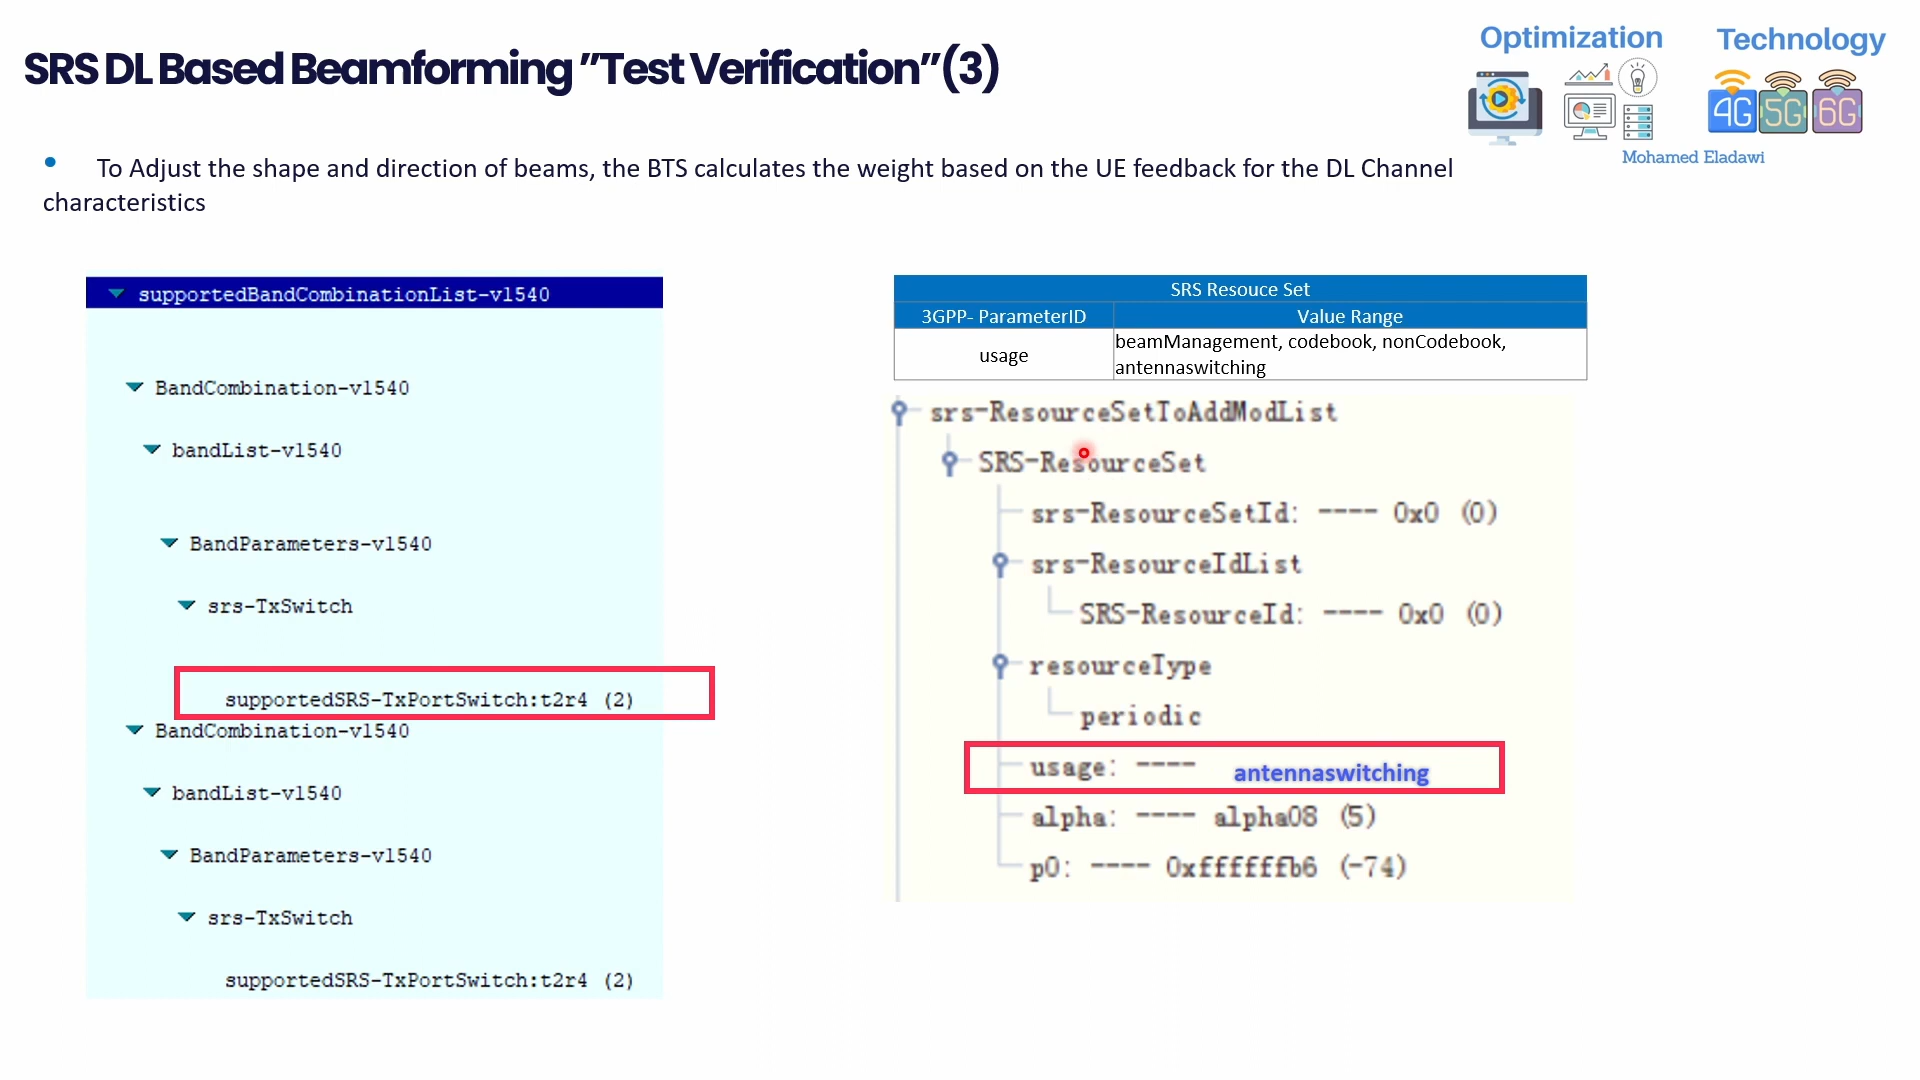 SRS DL Based Beamforming ”Test Verification”(3)
Optimization
Technology
4G 5G 6G
Mohamed Eladawi
• To Adjust the shape and direction of beams, the BTS calculates the weight based on the UE feedback for the DL Channel
characteristics
supportedBandCombinationList-v1540
BandCombination-v1540
bandList-v1540
BandParameters-v1540
srs-TxSwitch
supportedSRS-TxPortSwitch:t2r4 (2)
BandCombination-v1540
bandList-v1540
BandParameters-v1540
srs-TxSwitch
supportedSRS-TxPortSwitch:t2r4 (2)
SRS Resouce Set
3GPP- ParameterID Value Range
usage beamManagement, codebook, nonCodebook,
antennaswitching
srs-ResourceSetToAddModList
SRS-ResourceSet
srs-ResourceSetId: ---- 0x0 (0)
srs-ResourceIdList
SRS-ResourceId: ---- 0x0 (0)
resourceType
periodic
usage: ---- antennaswitching
alpha: ---- alpha08 (5)
p0: ---- 0xffffffb6 (-74)